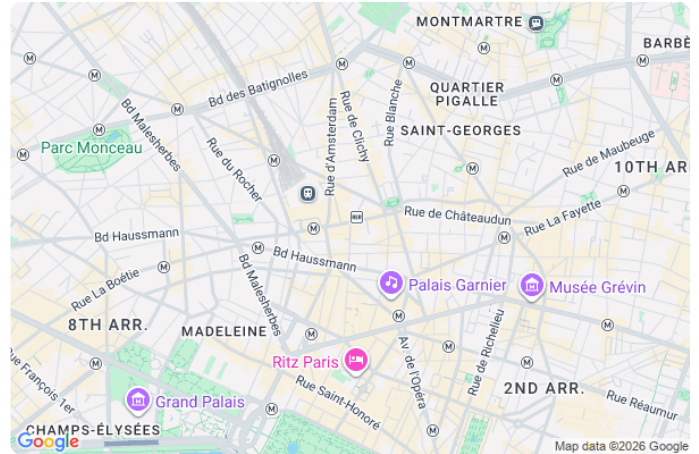 MONTMARTRE
BARBÈ
Bd des Batignolles
QUARTIER
PIGALLE
Bd Malesherbes
Rue d'Amsterdam
Rue de Clichy
Rue Blanche
SAINT-GEORGES
Parc Monceau
Rue du Rocher
Rue de Maubeuge
10TH AR
Rue de Châteaudun
Rue La Fayette
Bd Haussmann
Bd Haussmann
Rue La Boétie
Bd Malesherbes
Palais Garnier
Musée Grévin
8TH ARR.
MADELEINE
Ritz Paris
Av. de l'Opéra
Rue de Richelieu
Rue François 1er
Rue Saint-Honoré
2ND ARR.
Rue Réaumur
Grand Palais
CHAMPS-ÉLYSÉES
Google
Map data ©2026 Google